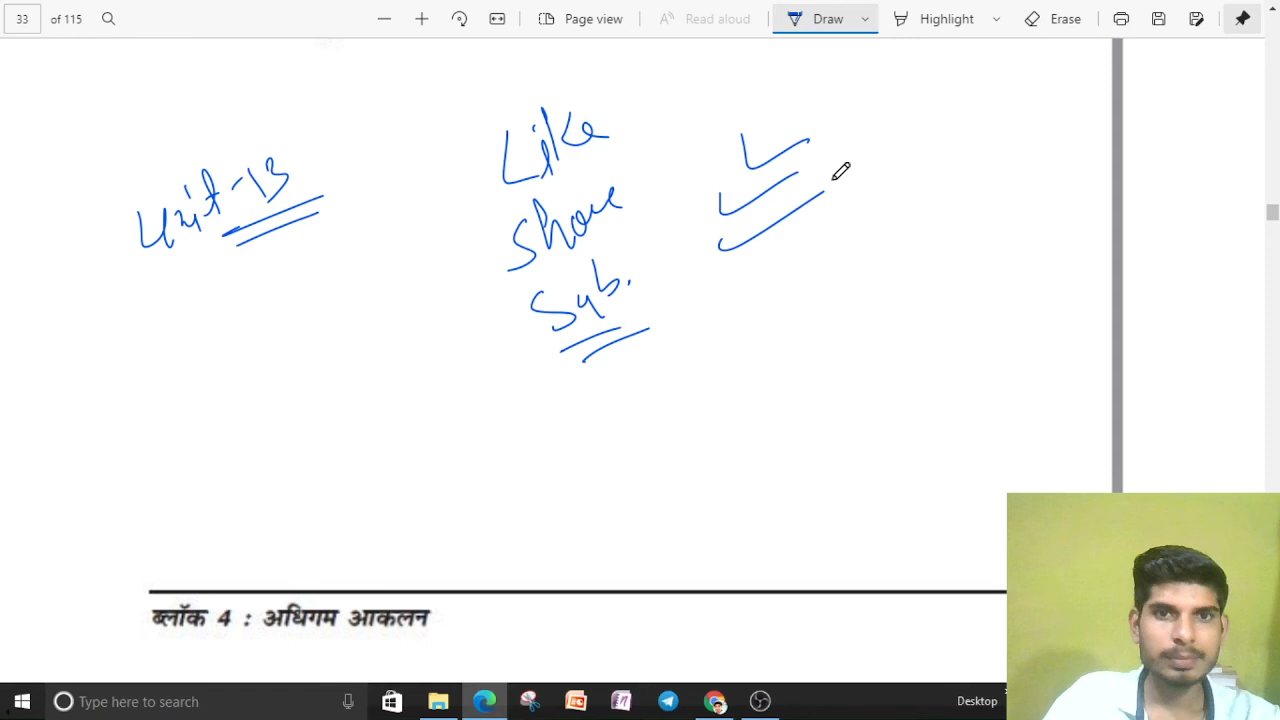 33 of 115
Page view
Read aloud
Draw
Highlight
Erase
Like
Unit-13
Share
Sub.
ब्लॉक 4 : अधिगम आकलन
Type here to search
Desktop